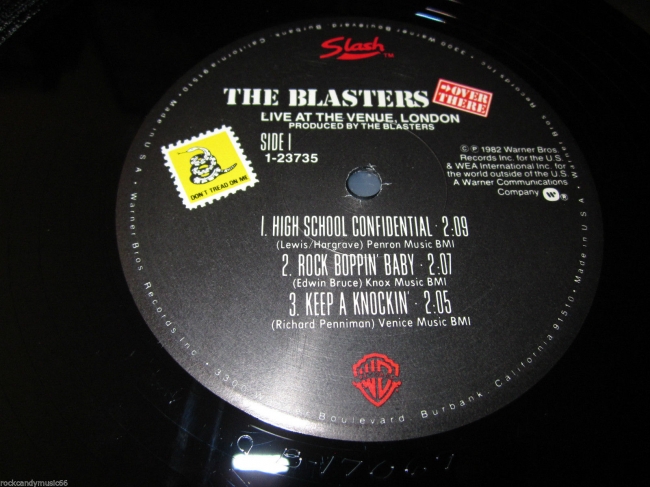 Slash
TM
THE BLASTERS
OVER THERE
LIVE AT THE VENUE, LONDON
PRODUCED BY THE BLASTERS
SIDE 1
1-23735
DON'T TREAD ON ME
© ℗ 1982 Warner Bros.
Records Inc. for the U.S.
& WEA International Inc. for
the world outside of the U.S.
A Warner Communications
Company
1. HIGH SCHOOL CONFIDENTIAL · 2:09
(Lewis/Hargrave) Penron Music BMI
2. ROCK BOPPIN' BABY · 2:07
(Edwin Bruce) Knox Music BMI
3. KEEP A KNOCKIN' · 2:05
(Richard Penniman) Venice Music BMI
Made in U.S.A. · Warner Bros Records Inc. · Boulevard, Burbank, California 91510 · Made in U.S.A.
rockcandymusic66